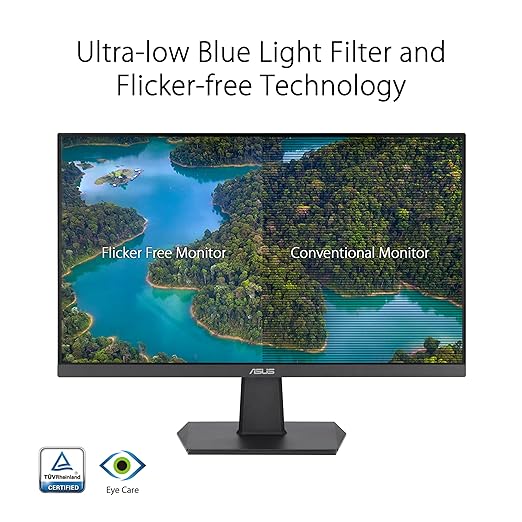 Ultra-low Blue Light Filter and
Flicker-free Technology
Flicker Free Monitor
Conventional Monitor
ASUS
TÜVRheinland
CERTIFIED
Eye Care